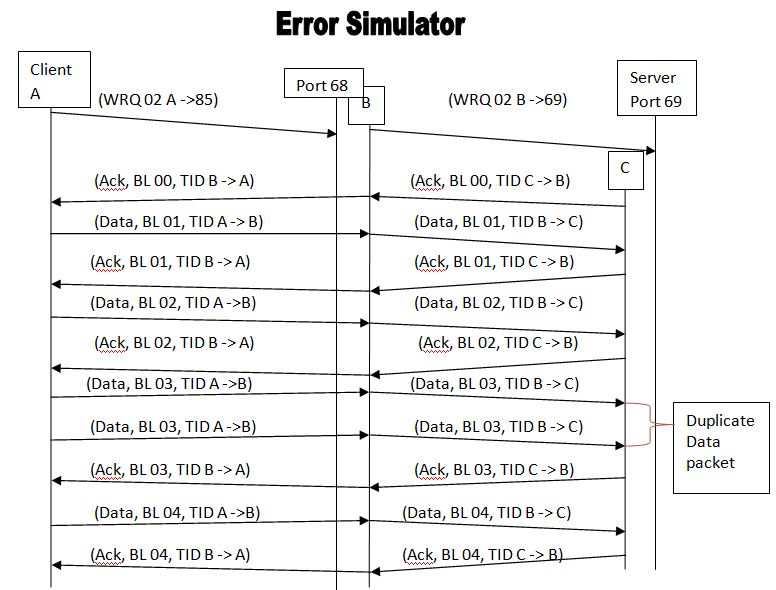 Error Simulator
Client
A
Port 68
B
Server
Port 69
(WRQ 02 A ->85)
(WRQ 02 B ->69)
C
(Ack, BL 00, TID B -> A)
(Ack, BL 00, TID C -> B)
(Data, BL 01, TID A -> B)
(Data, BL 01, TID B -> C)
(Ack, BL 01, TID B -> A)
(Ack, BL 01, TID C -> B)
(Data, BL 02, TID A ->B)
(Data, BL 02, TID B -> C)
(Ack, BL 02, TID B -> A)
(Ack, BL 02, TID C -> B)
(Data, BL 03, TID A ->B)
(Data, BL 03, TID B -> C)
(Data, BL 03, TID A ->B)
(Data, BL 03, TID B -> C)
Duplicate
Data
packet
(Ack, BL 03, TID B -> A)
(Ack, BL 03, TID C -> B)
(Data, BL 04, TID A ->B)
(Data, BL 04, TID B -> C)
(Ack, BL 04, TID B -> A)
(Ack, BL 04, TID C -> B)